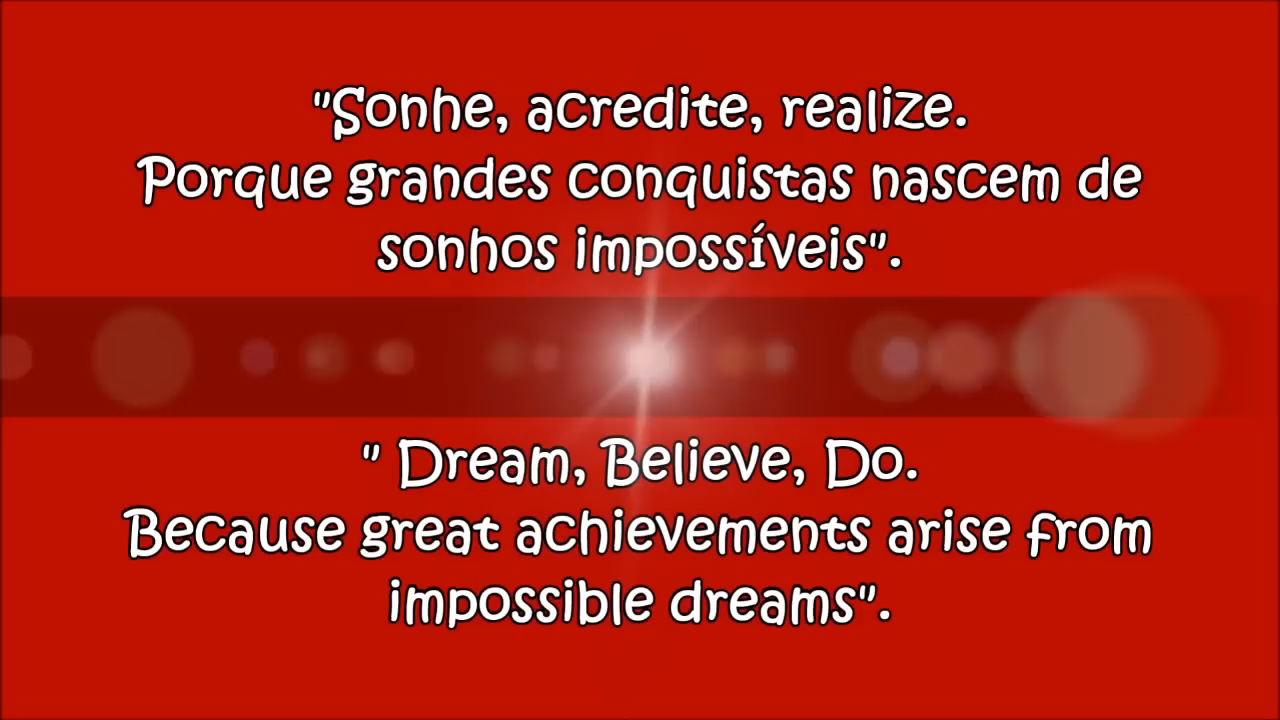 "Sonhe, acredite, realize.
Porque grandes conquistas nascem de
sonhos impossíveis".
" Dream, Believe, Do.
Because great achievements arise from
impossible dreams".